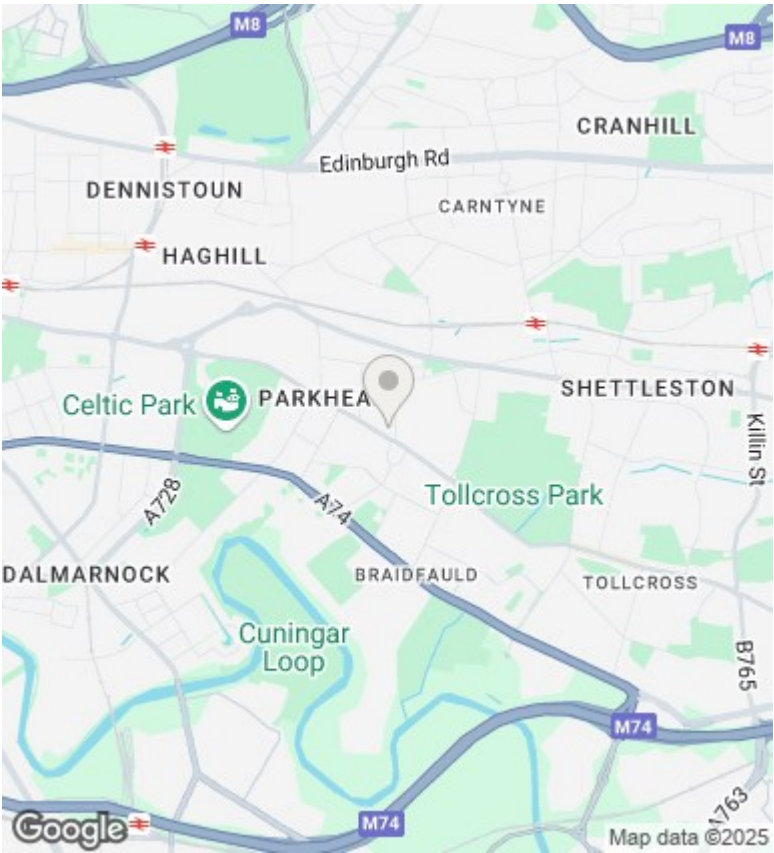 M8
M8
CRANHILL
Edinburgh Rd
DENNISTOUN
CARNTYNE
HAGHILL
SHETTLESTON
Celtic Park
PARKHEA
Killin St
A728
A74
Tollcross Park
DALMARNOCK
BRAIDFAULD
TOLLCROSS
Cuningar
Loop
B765
M74
M74
A763
Google
Map data ©2025